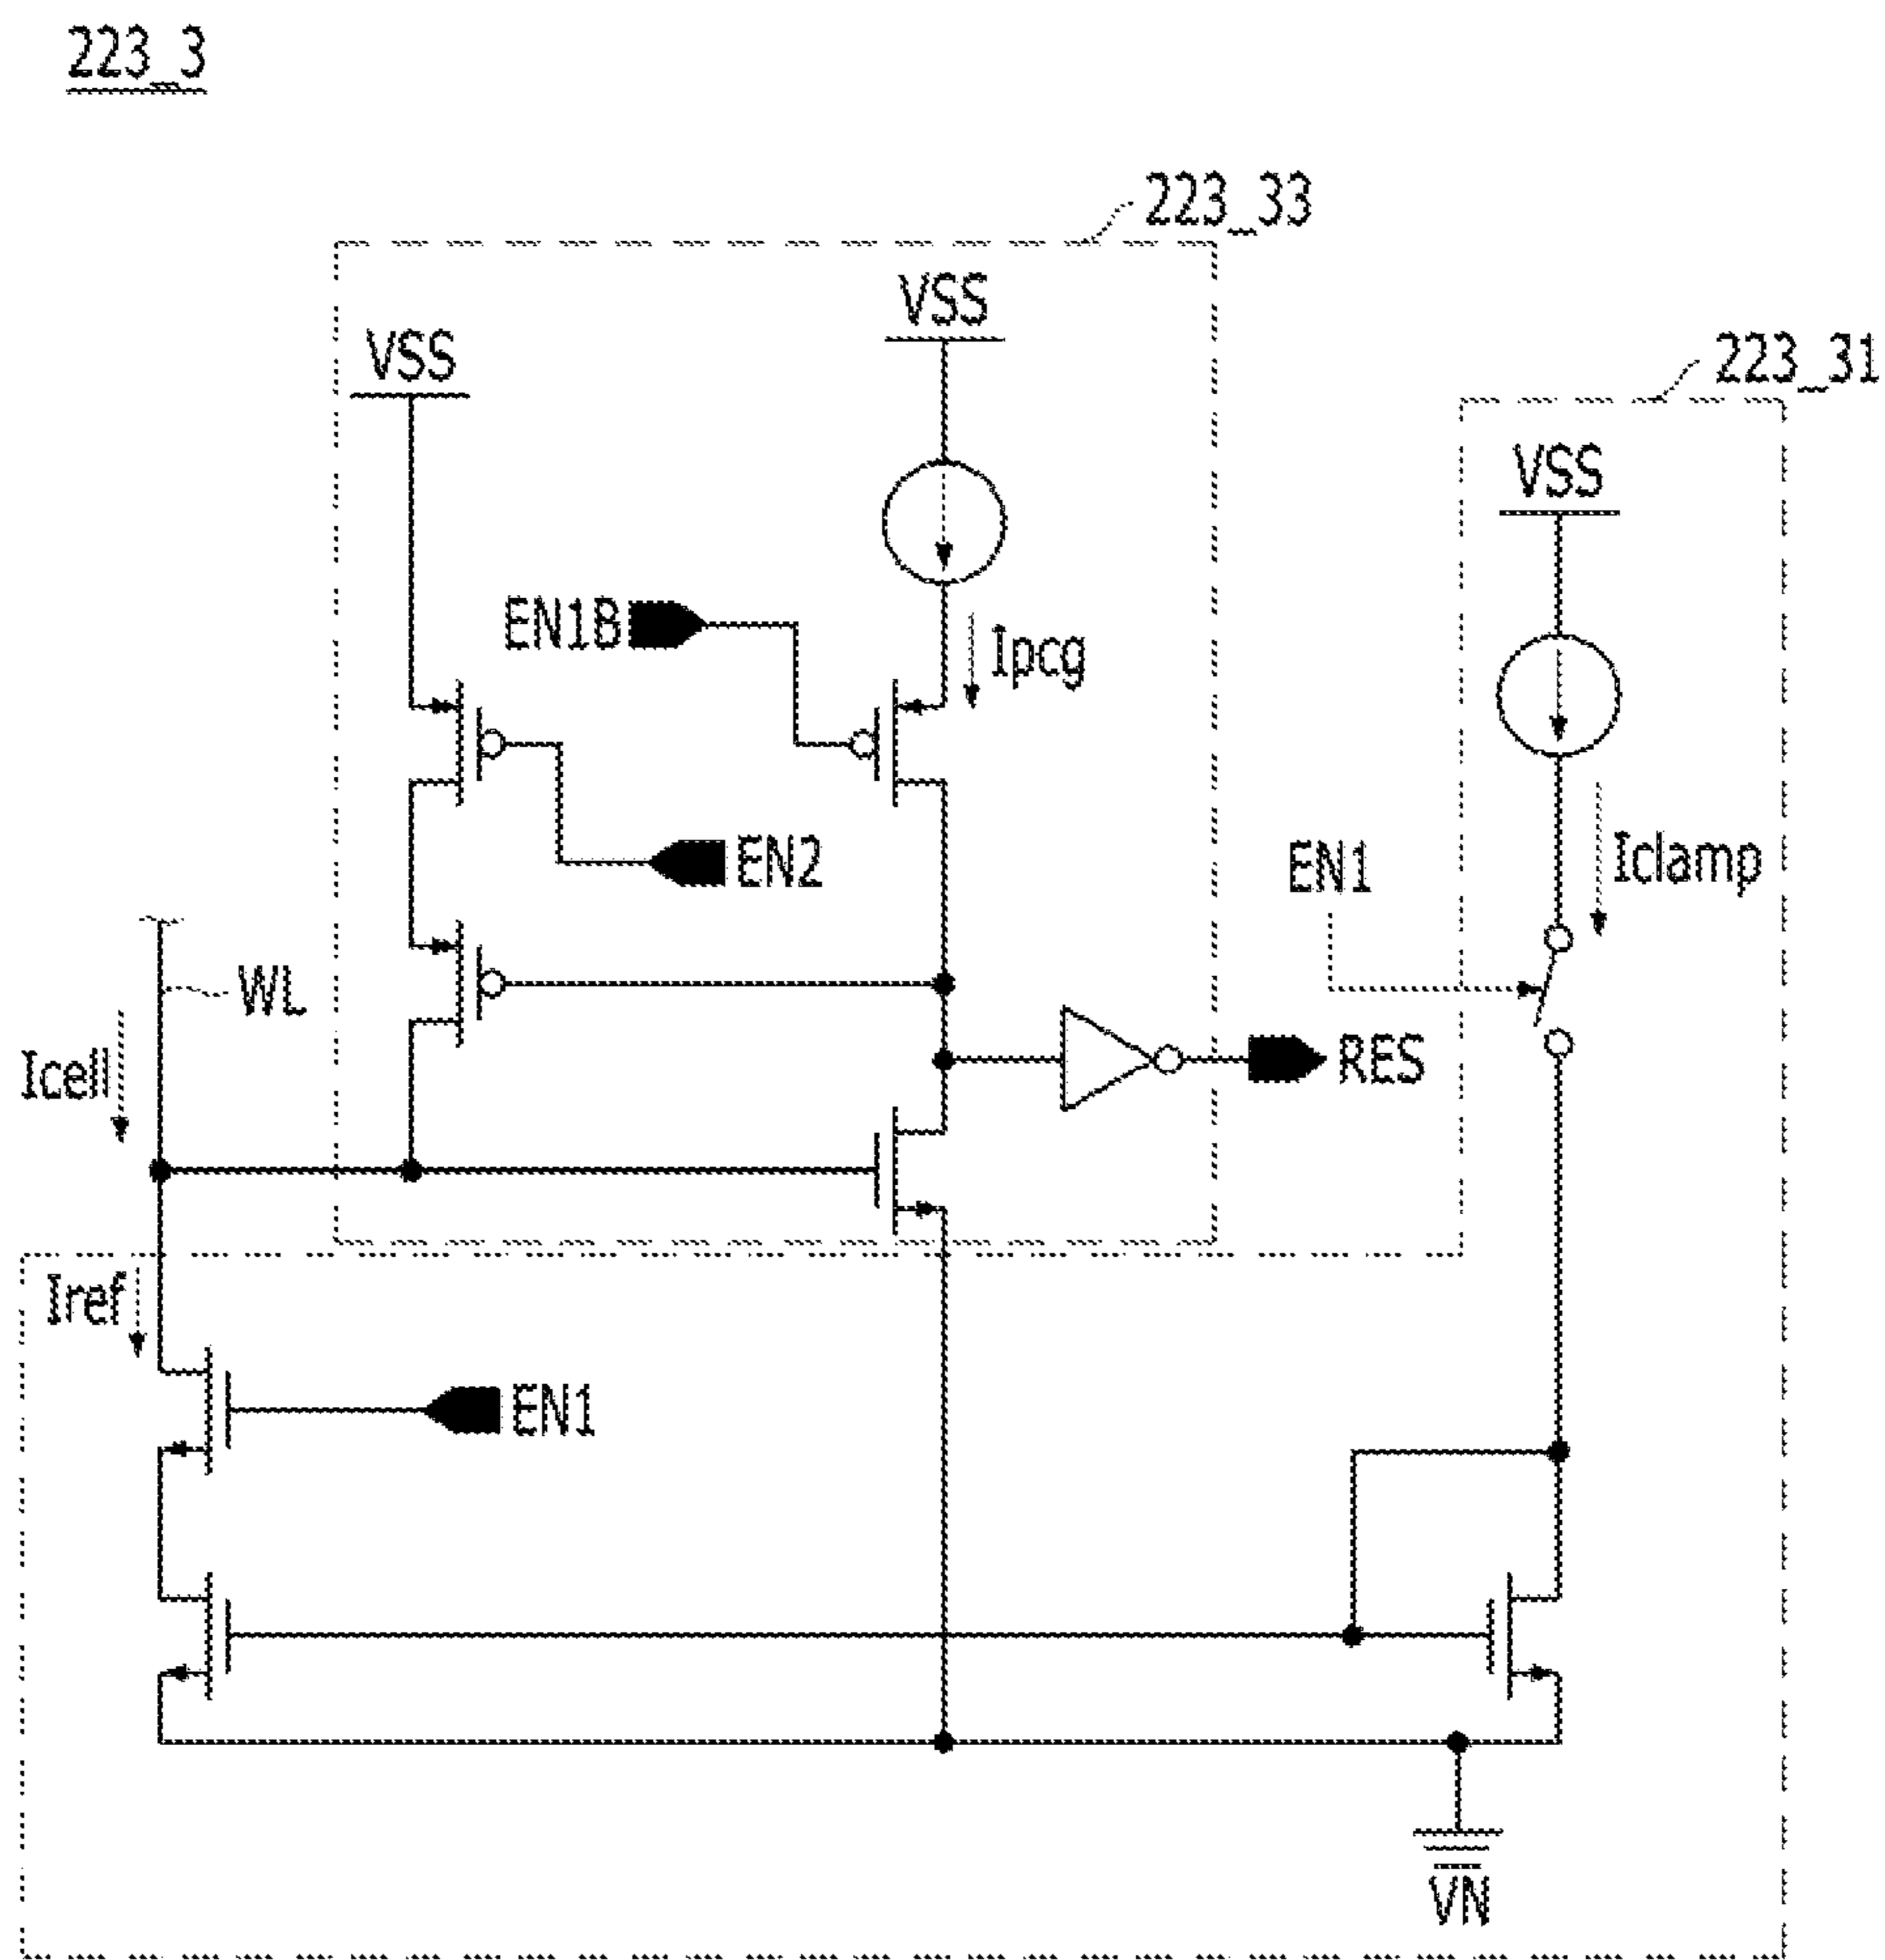 223_3
223_33
VSS
VSS
223_31
VSS
EN1B
Ipcg
EN2
EN1
Iclamp
WL
Icell
RES
Iref
EN1
VN